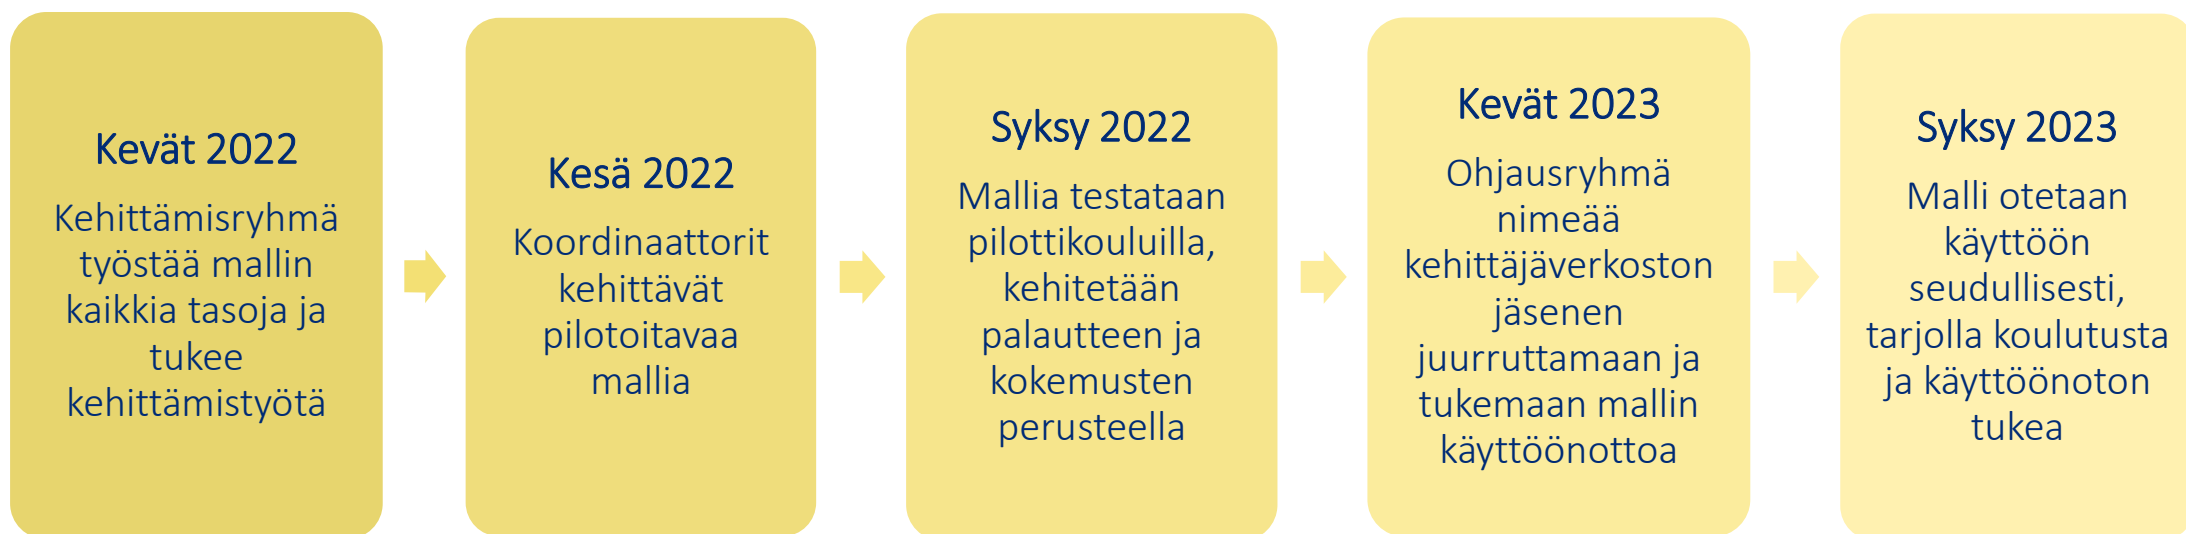 Kevät 2022
Kehittämisryhmä
työstää mallin
kaikkia tasoja ja
tukee
kehittämistyötä
Kesä 2022
Koordinaattorit
kehittävät
pilotoitavaa
mallia
Syksy 2022
Mallia testataan
pilottikouluilla,
kehitetään
palautteen ja
kokemusten
perusteella
Kevät 2023
Ohjausryhmä
nimeää
kehittäjäverkoston
jäsenen
juurruttamaan ja
tukemaan mallin
käyttöönottoa
Syksy 2023
Malli otetaan
käyttöön
seudullisesti,
tarjolla koulutusta
ja käyttöönoton
tukea